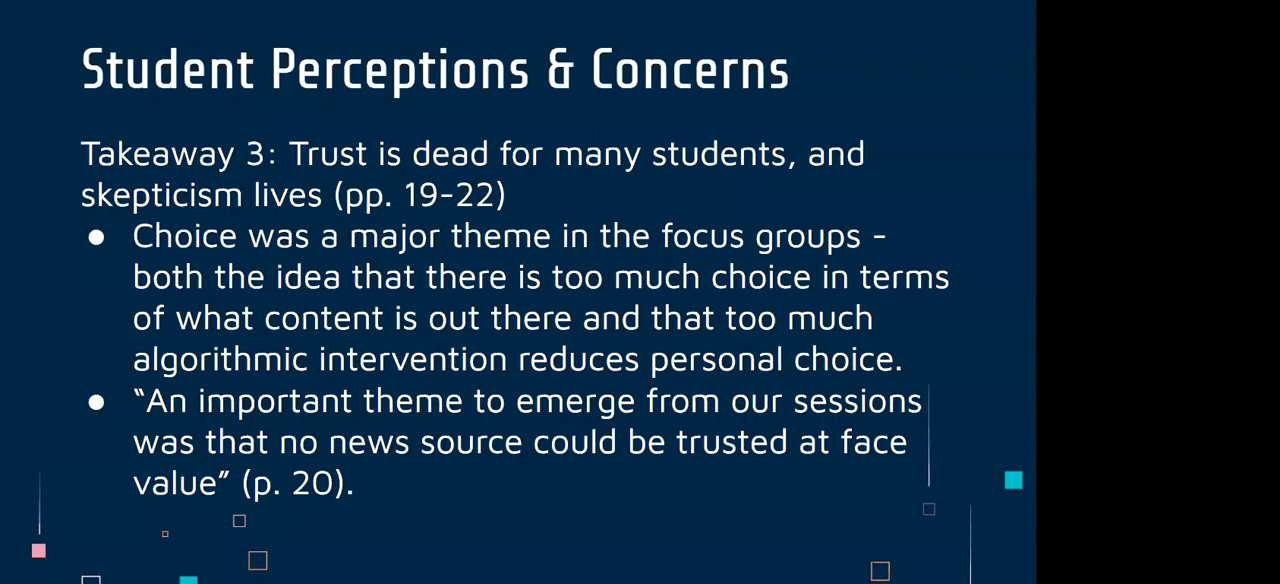 Student Perceptions & Concerns
Takeaway 3: Trust is dead for many students, and
skepticism lives (pp. 19-22)
● Choice was a major theme in the focus groups -
both the idea that there is too much choice in terms
of what content is out there and that too much
algorithmic intervention reduces personal choice.
● “An important theme to emerge from our sessions
was that no news source could be trusted at face
value” (p. 20).